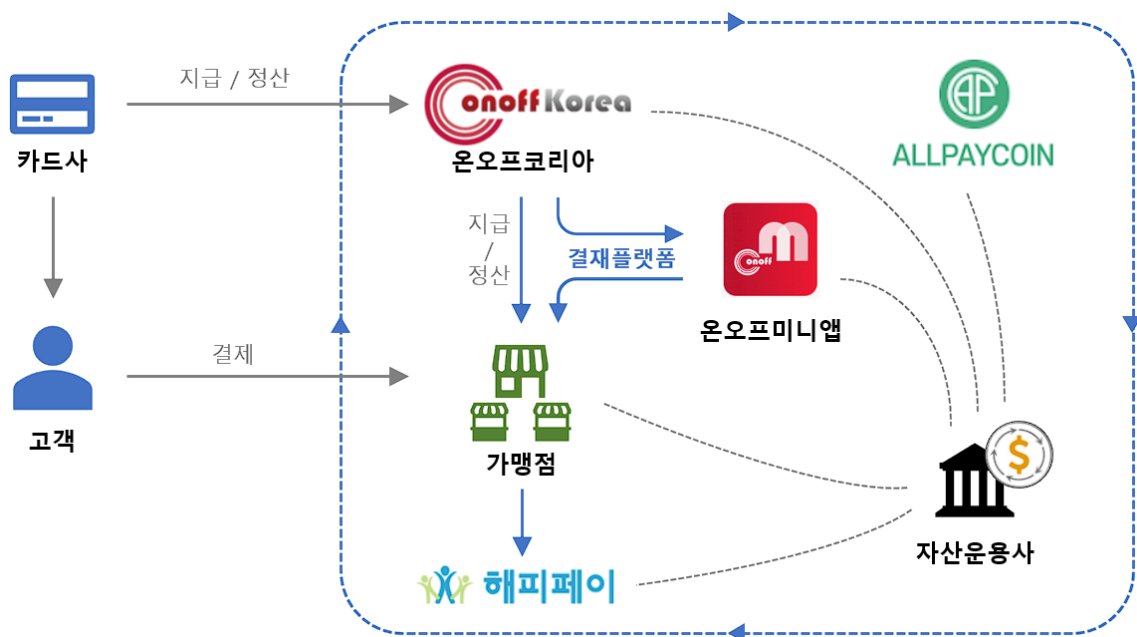 지급 / 정산
onoff Korea
카드사
온오프코리아
AP
ALLPAYCOIN
지급
/
정산
결재플랫폼
m
onoff
온오프미니앱
결제
고객
가맹점
$
자산운용사
해피페이